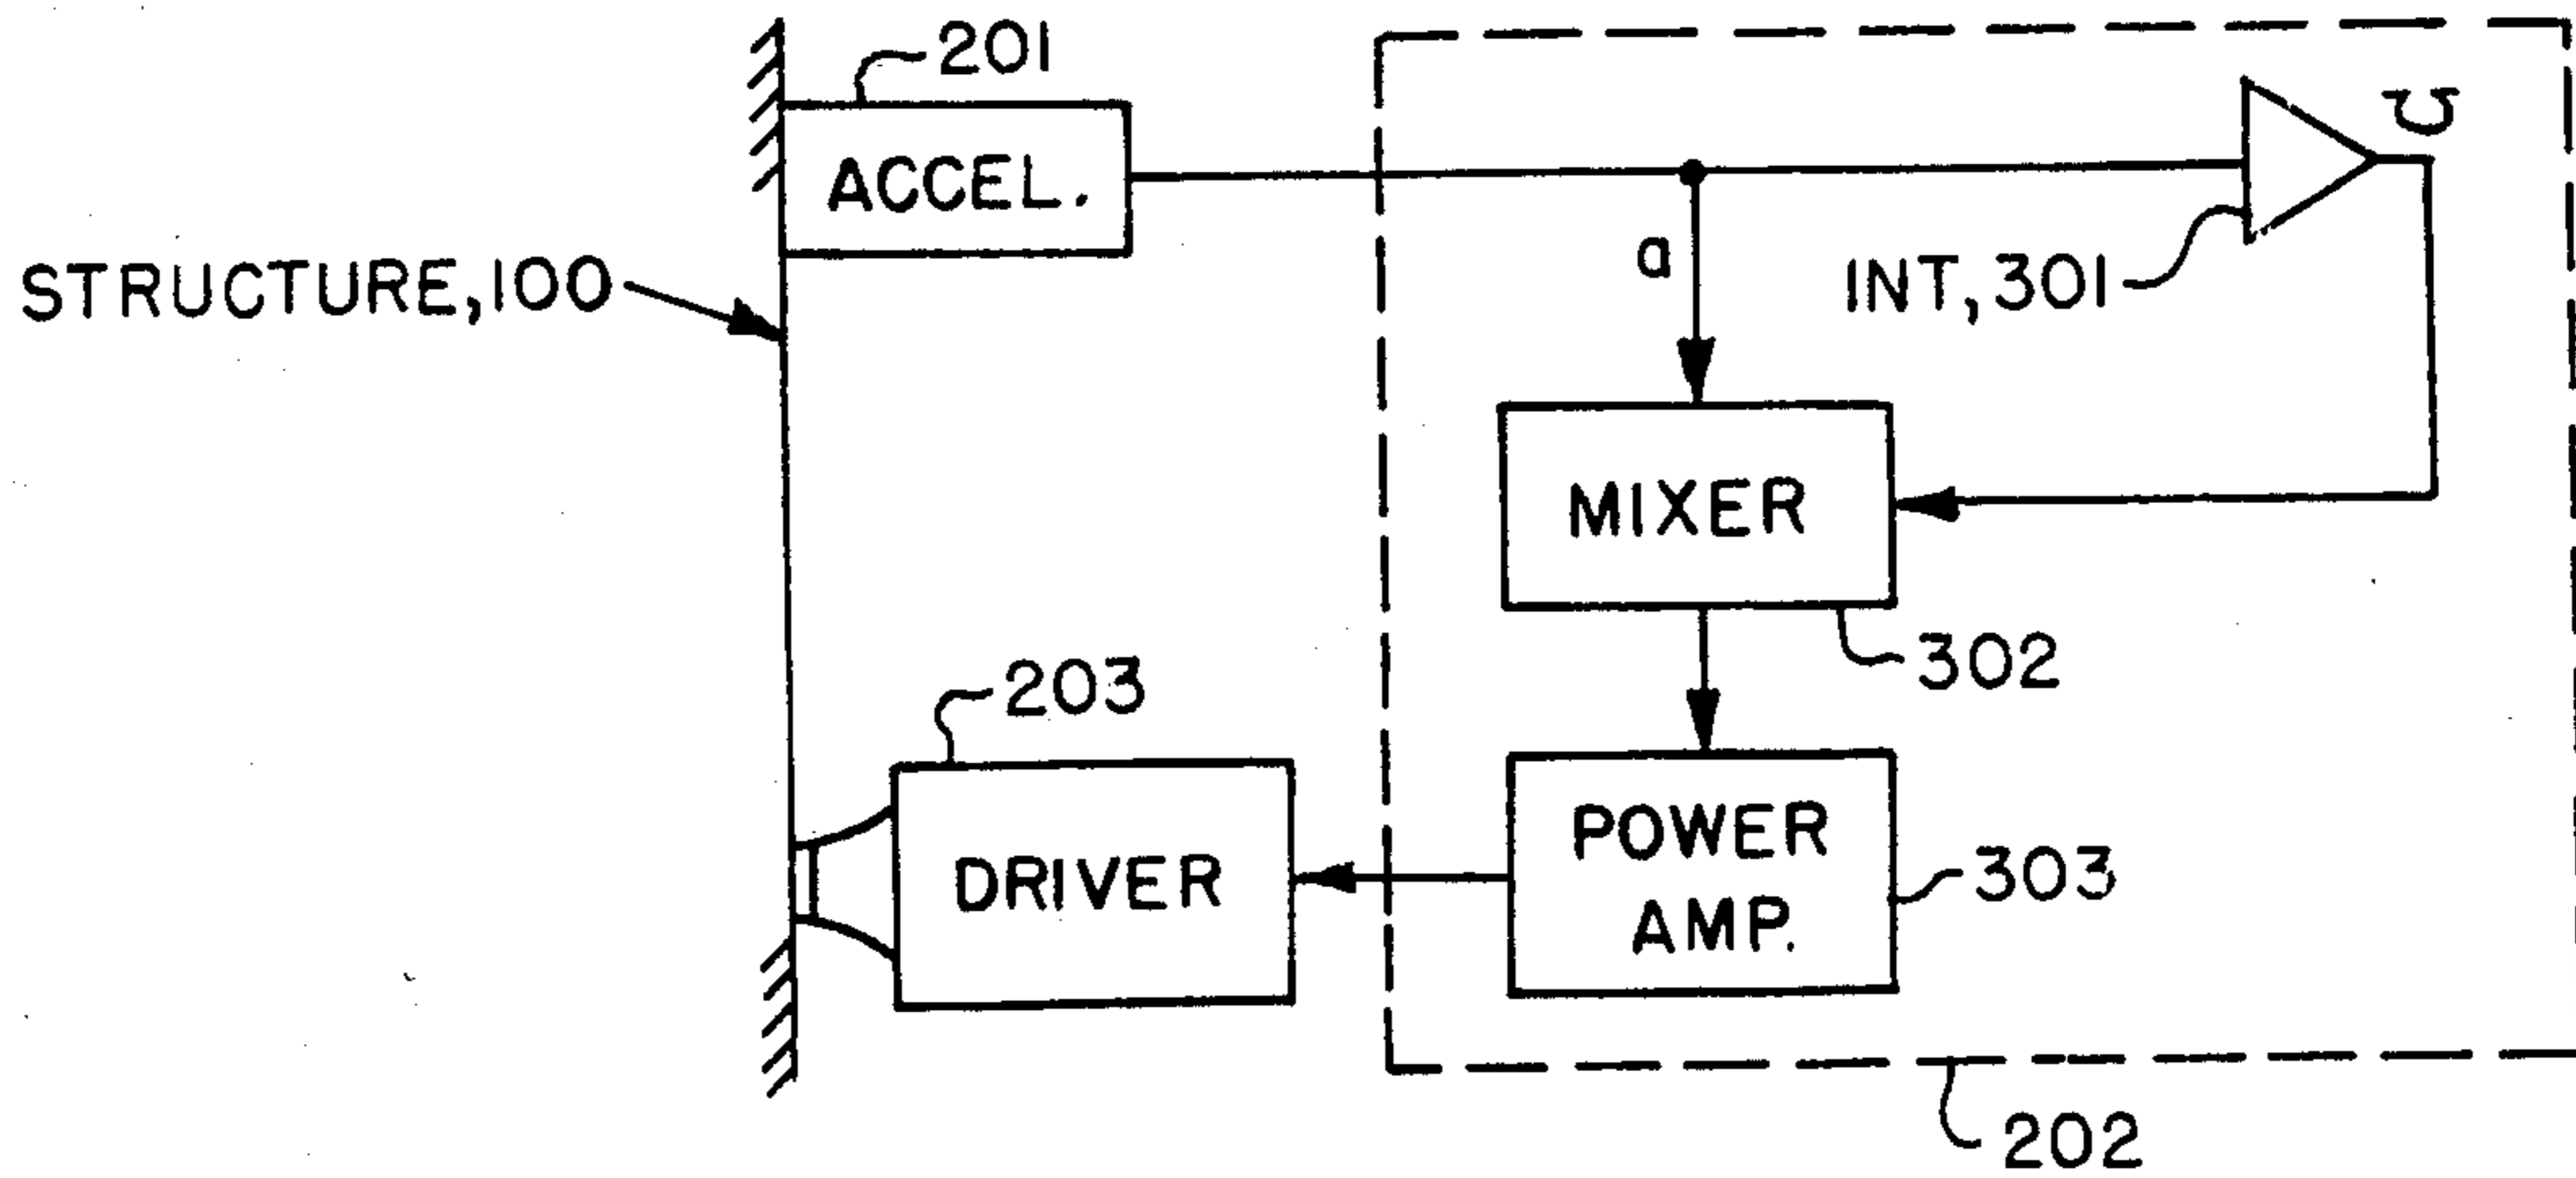 201
ACCEL.
STRUCTURE,100
a
INT,301
MIXER
302
203
DRIVER
POWER
AMP.
303
202